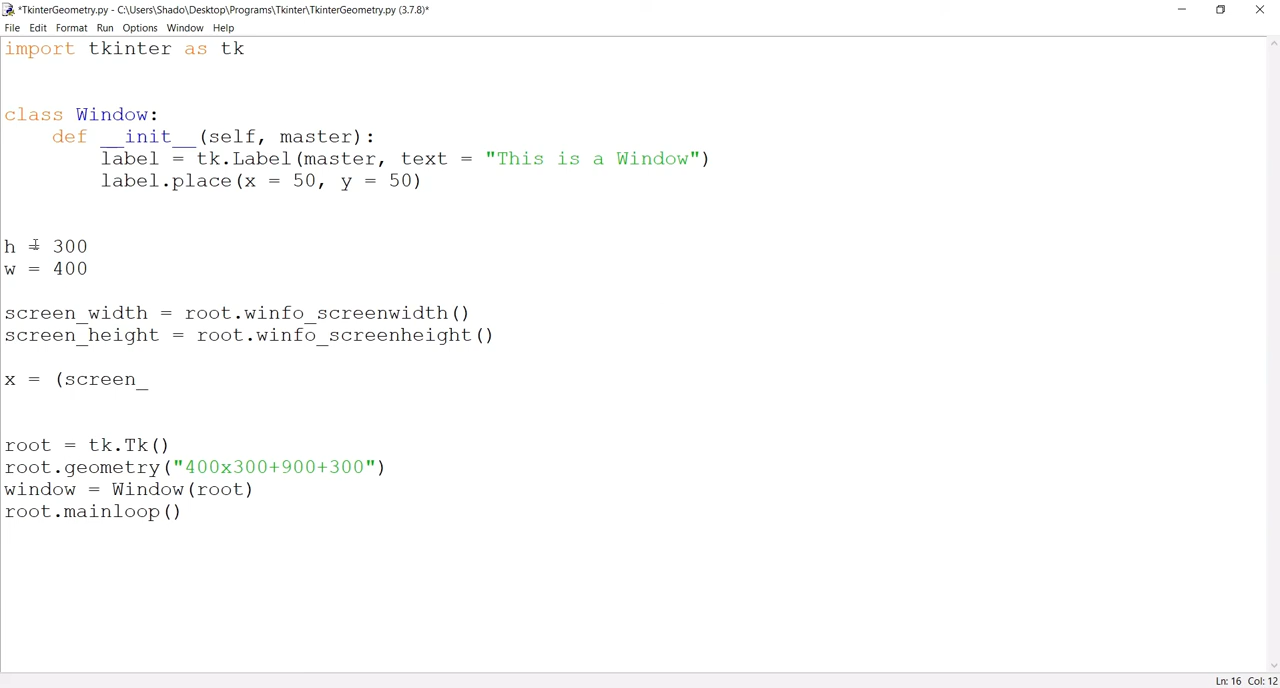 *TkinterGeometry.py - C:\Users\Shado\Desktop\Programs\Tkinter\TkinterGeometry.py (3.7.8)*
File Edit Format Run Options Window Help
import tkinter as tk
class Window:
    def __init__(self, master):
        label = tk.Label(master, text = "This is a Window")
        label.place(x = 50, y = 50)
h = 300
w = 400
screen_width = root.winfo_screenwidth()
screen_height = root.winfo_screenheight()
x = (screen_
root = tk.Tk()
root.geometry("400x300+900+300")
window = Window(root)
root.mainloop()
Ln: 16 Col: 12